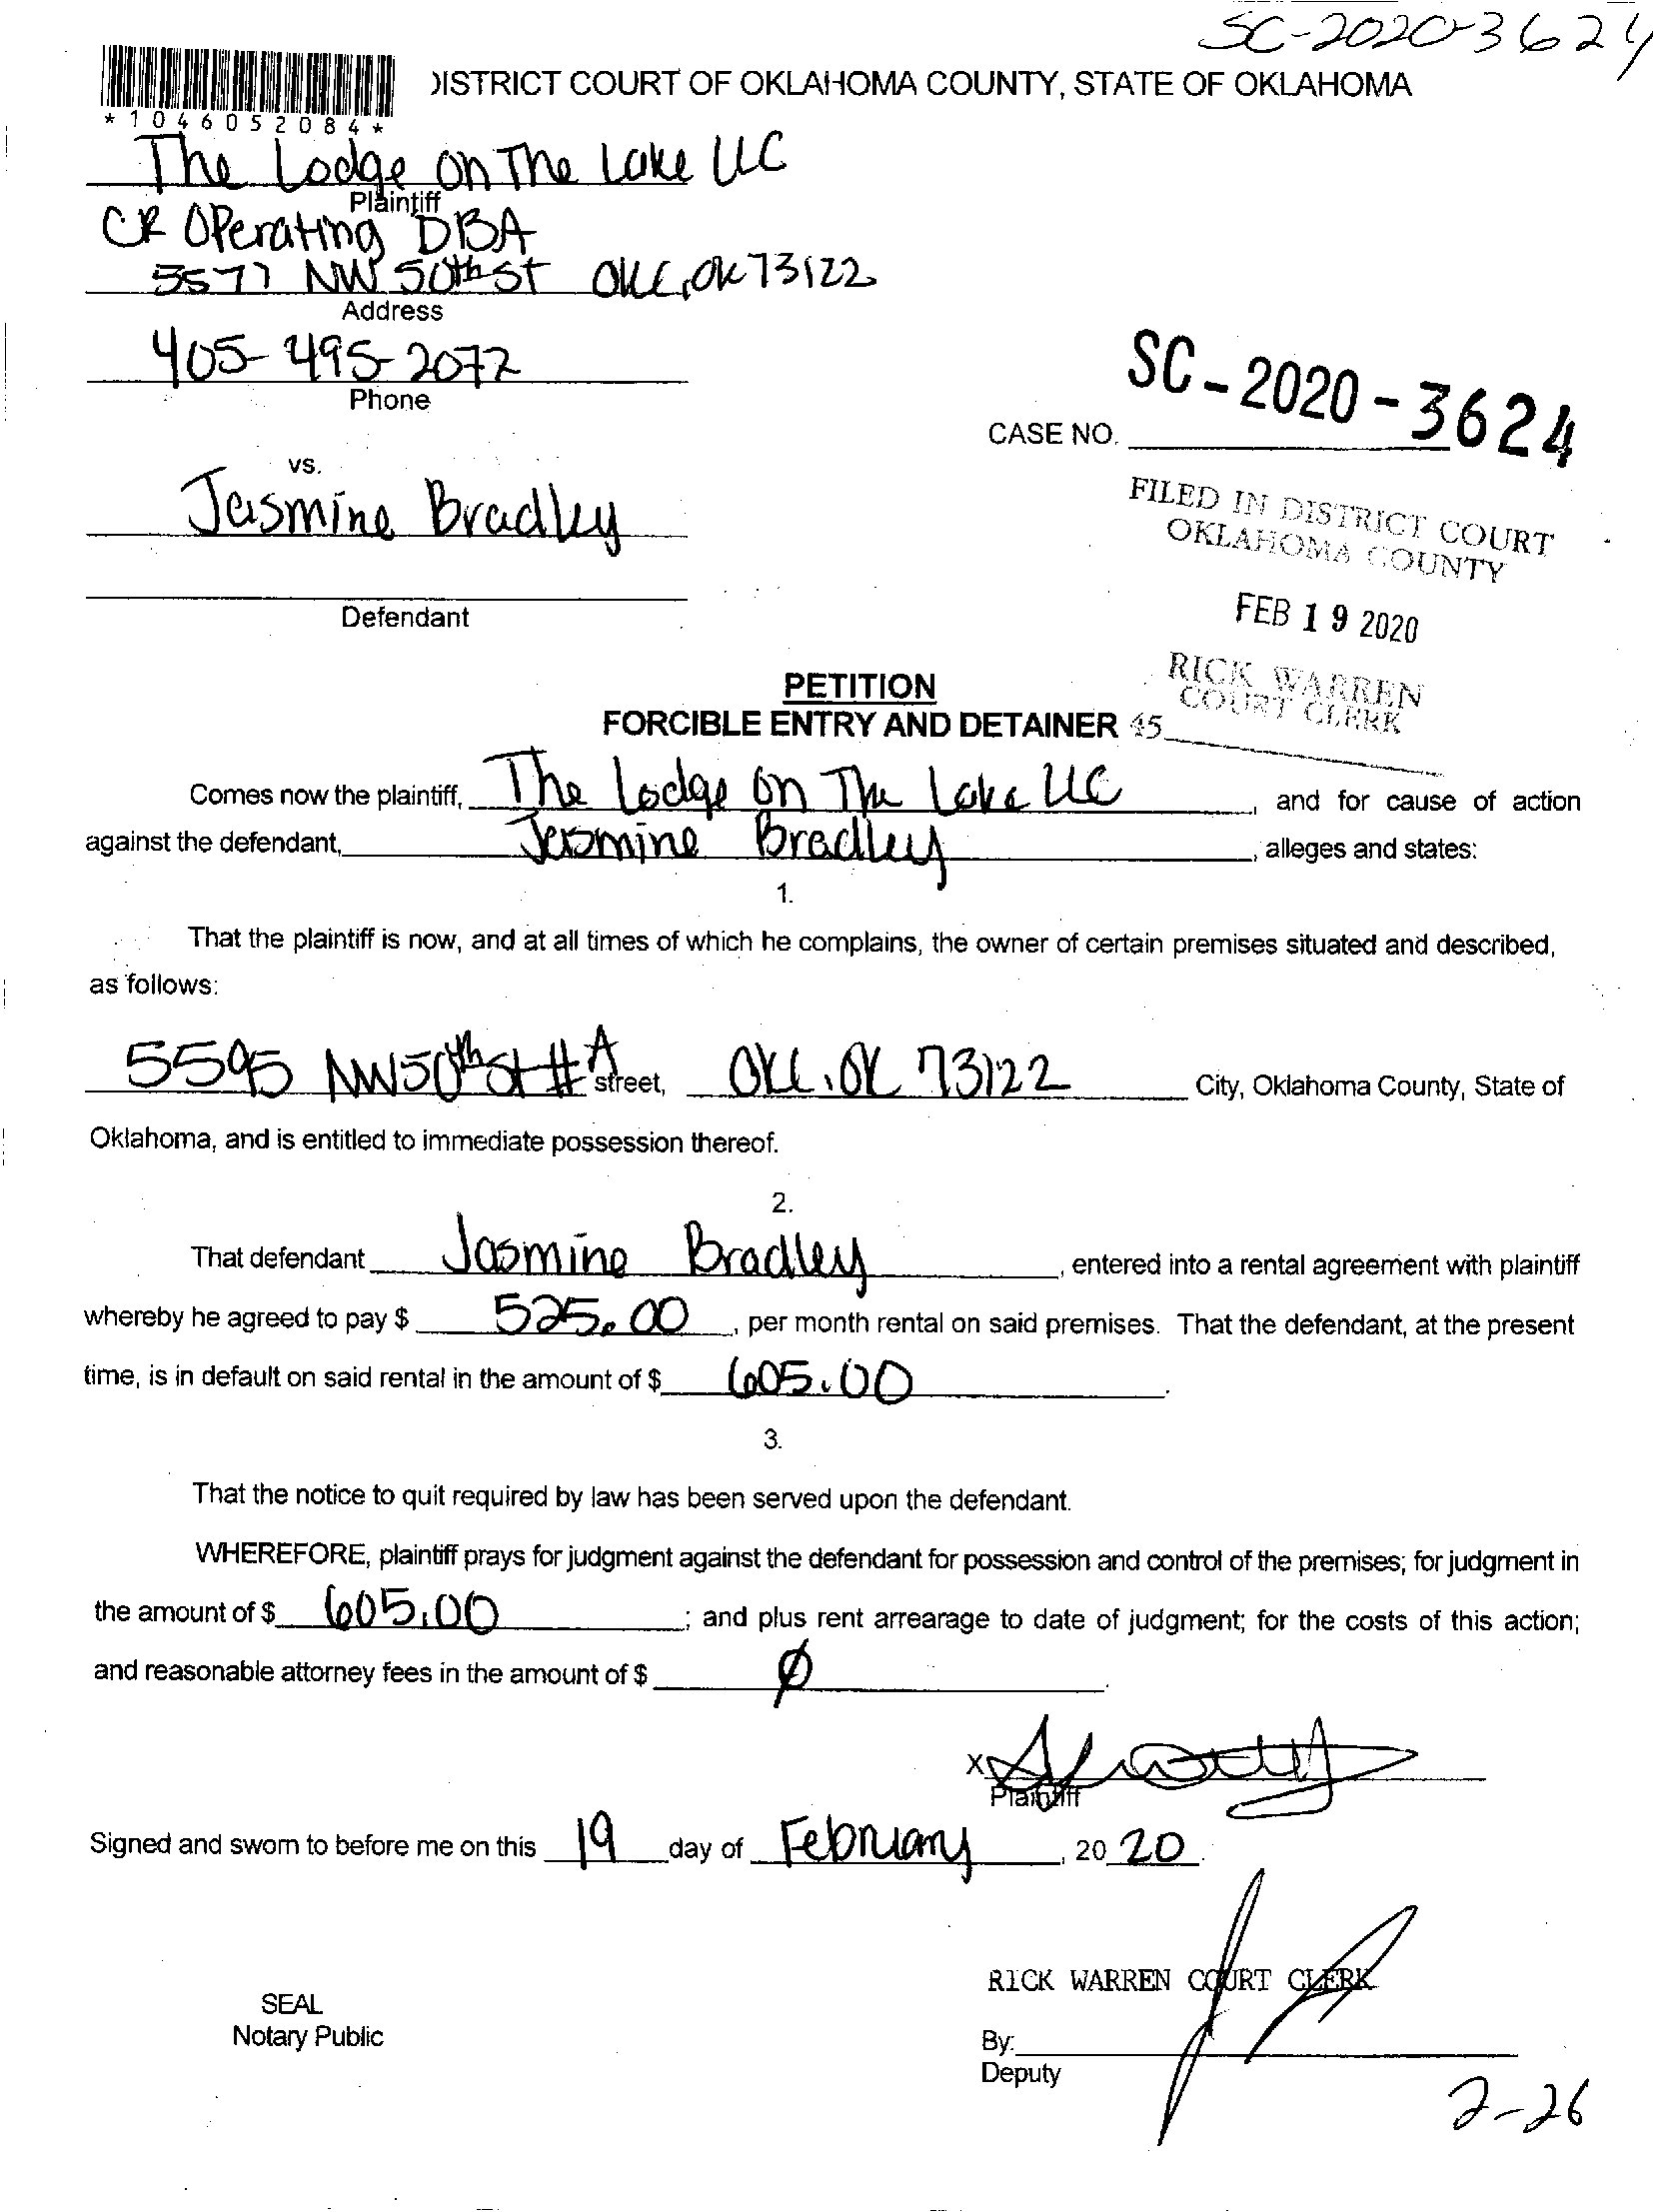 SC-2020-3624
DISTRICT COURT OF OKLAHOMA COUNTY, STATE OF OKLAHOMA
*1046052084*
The Lodge on The Lake LLC
Plaintiff
CR Operating DBA
5577 NW 50th St OKC, OK 73122
Address
405-495-2072
Phone
SC-2020-3624
CASE NO.
vs.
Jasmine Bradley
FILED IN DISTRICT COURT
OKLAHOMA COUNTY
Defendant
FEB 19 2020
RICK WARREN
COURT CLERK
PETITION
FORCIBLE ENTRY AND DETAINER 45
Comes now the plaintiff, The Lodge on The Lake LLC, and for cause of action
against the defendant, Jasmine Bradley, alleges and states:
1.
That the plaintiff is now, and at all times of which he complains, the owner of certain premises situated and described,
as follows:
5595 NW 50th St # A street, OKC, OK 73122 City, Oklahoma County, State of
Oklahoma, and is entitled to immediate possession thereof.
2.
That defendant Jasmine Bradley, entered into a rental agreement with plaintiff
whereby he agreed to pay $ 525.00, per month rental on said premises. That the defendant, at the present
time, is in default on said rental in the amount of $ 605.00.
3.
That the notice to quit required by law has been served upon the defendant.
WHEREFORE, plaintiff prays for judgment against the defendant for possession and control of the premises; for judgment in
the amount of $ 605.00; and plus rent arrearage to date of judgment; for the costs of this action;
and reasonable attorney fees in the amount of $ Ø.
X
Plaintiff
Signed and sworn to before me on this 19 day of February, 20 20.
RICK WARREN COURT CLERK
SEAL
Notary Public
By:
Deputy
2-26